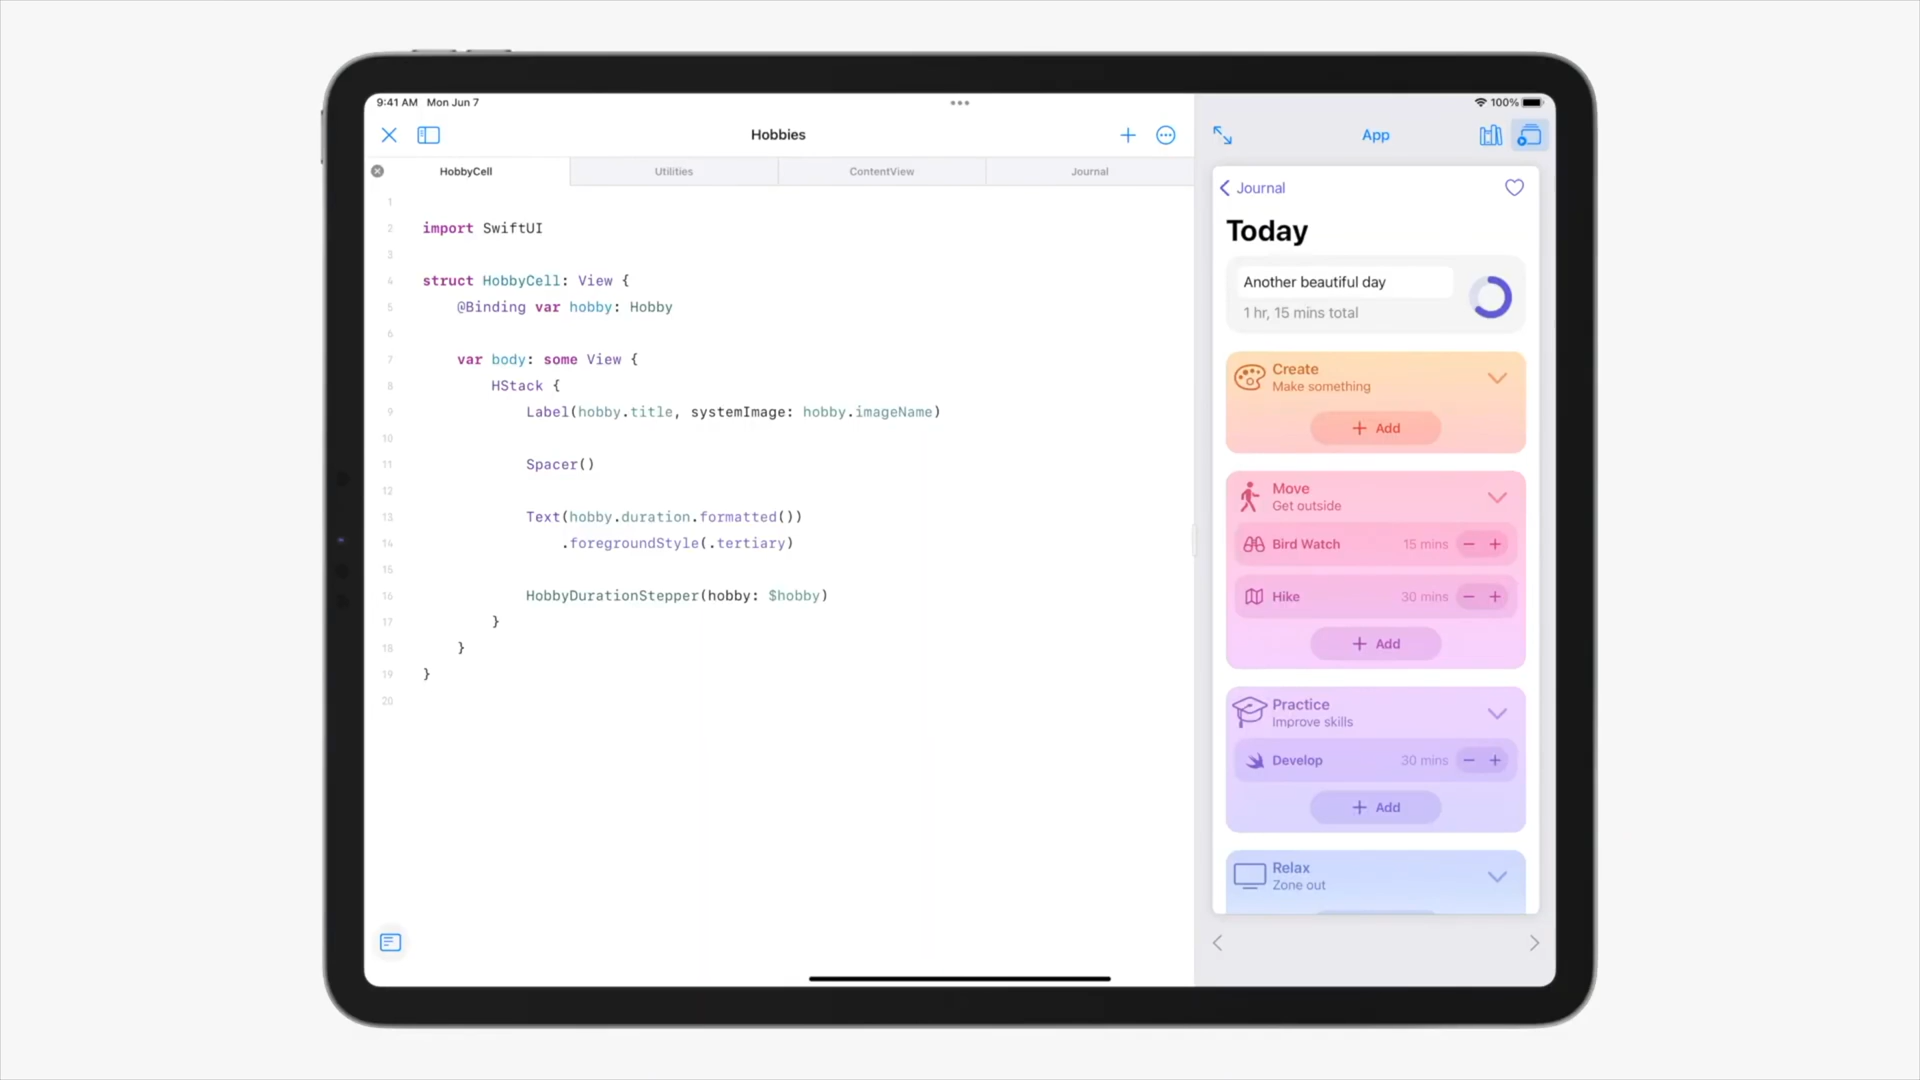 9:41 AM Mon Jun 7
100%
Hobbies
App
HobbyCell
Utilities
ContentView
Journal
1
2 import SwiftUI
3
4 struct HobbyCell: View {
5 @Binding var hobby: Hobby
6
7 var body: some View {
8 HStack {
9 Label(hobby.title, systemImage: hobby.imageName)
10
11 Spacer()
12
13 Text(hobby.duration.formatted())
14 .foregroundStyle(.tertiary)
15
16 HobbyDurationStepper(hobby: $hobby)
17 }
18 }
19 }
20
Journal
Today
Another beautiful day
1 hr, 15 mins total
Create
Make something
+ Add
Move
Get outside
Bird Watch 15 mins − +
Hike 30 mins − +
+ Add
Practice
Improve skills
Develop 30 mins − +
+ Add
Relax
Zone out